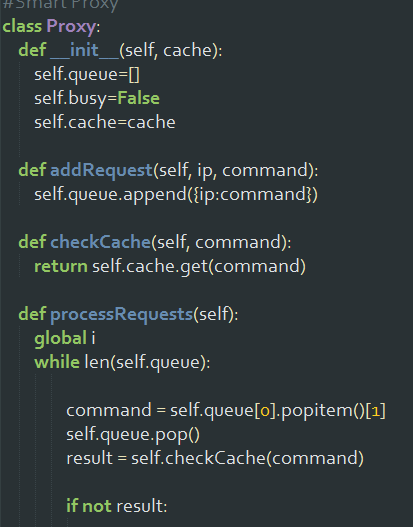 #Smart Proxy
class Proxy:
def __init__(self, cache):
self.queue=[]
self.busy=False
self.cache=cache
def addRequest(self, ip, command):
self.queue.append({ip:command})
def checkCache(self, command):
return self.cache.get(command)
def processRequests(self):
global i
while len(self.queue):
command = self.queue[0].popitem()[1]
self.queue.pop()
result = self.checkCache(command)
if not result: